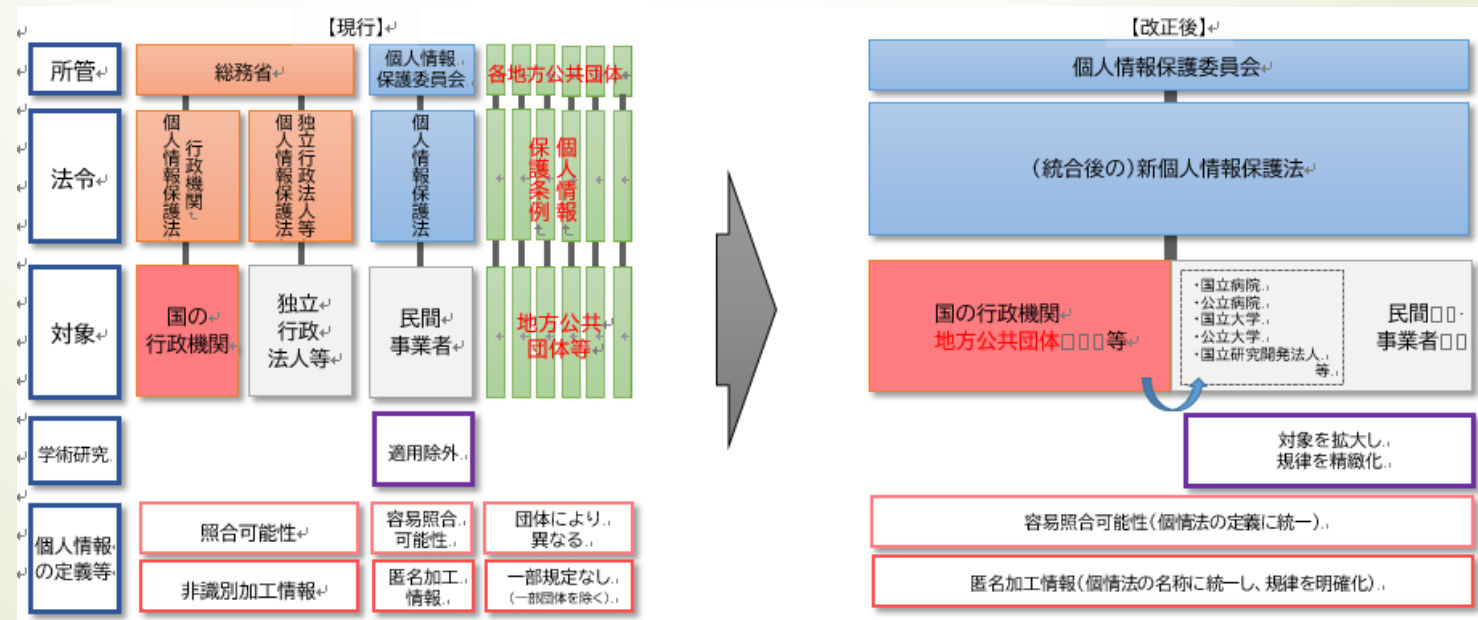 【現行】
所管
総務省
個人情報
保護委員会
各地方公共団体
法令
行政機関
個人情報保護法
独立行政法人等
個人情報保護法
個人情報保護法
個人情報
保護条例
対象
国の
行政機関
独立
行政
法人等
民間
事業者
地方公共
団体等
学術研究
適用除外
個人情報
の定義等
照合可能性
容易照合
可能性
団体により
異なる
非識別加工情報
匿名加工
情報
一部規定なし
(一部団体を除く)
【改正後】
個人情報保護委員会
(統合後の)新個人情報保護法
国の行政機関
地方公共団体□□□等
・国立病院
・公立病院
・国立大学
・公立大学
・国立研究開発法人
等
民間□□
事業者□□
対象を拡大し
規律を精緻化
容易照合可能性(個情法の定義に統一)
匿名加工情報(個情法の名称に統一し、規律を明確化)